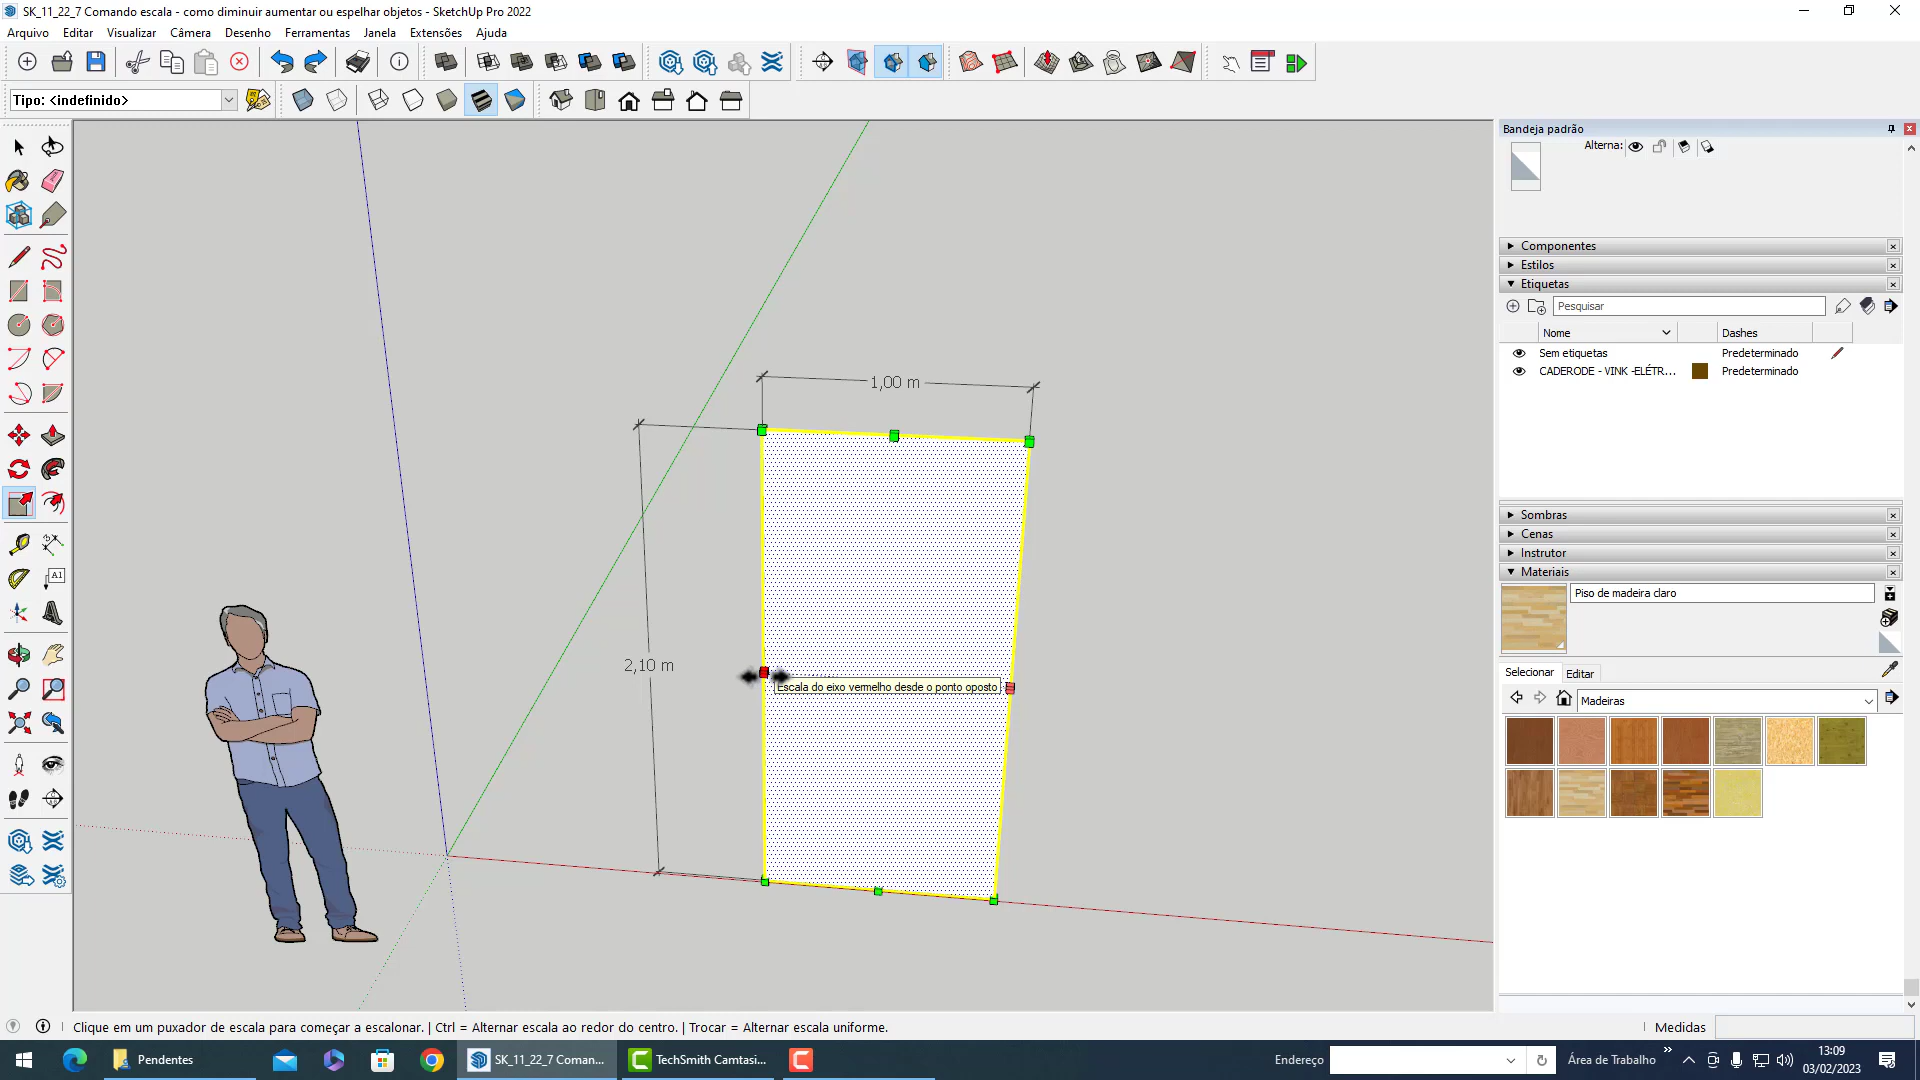 SK_11_22_7 Comando escala - como diminuir aumentar ou espelhar objetos - SketchUp Pro 2022
Arquivo Editar Visualizar Câmera Desenho Ferramentas Janela Extensões Ajuda
Tipo: <indefinido>
Bandeja padrão
Alterna:
Componentes
Estilos
Etiquetas
Pesquisar
Nome Dashes
Sem etiquetas Predeterminado
CADERODE - VINK -ELÉTR... Predeterminado
1,00 m
2,10 m
Escala do eixo vermelho desde o ponto oposto
A1
Sombras
Cenas
Instrutor
Materiais
Piso de madeira claro
Selecionar Editar
Madeiras
Clique em um puxador de escala para começar a escalonar. | Ctrl = Alternar escala ao redor do centro. | Trocar = Alternar escala uniforme.
Medidas
Pendentes
SK_11_22_7 Coman...
TechSmith Camtasi...
Endereço
Área de Trabalho
13:09
03/02/2023